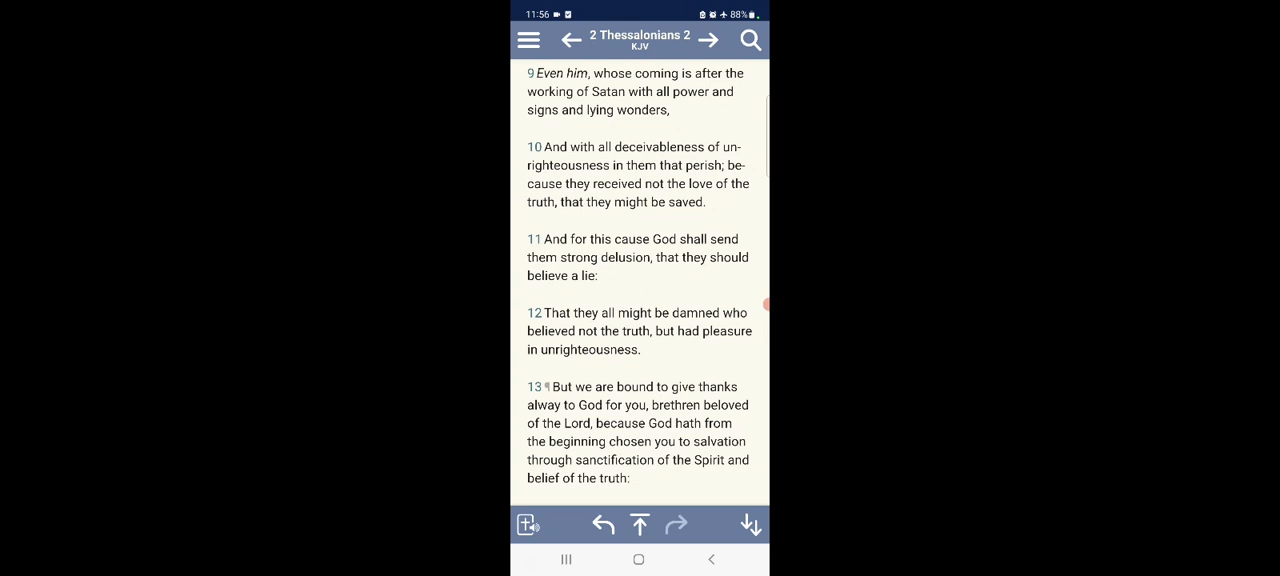 11:56 88%
2 Thessalonians 2
KJV
9 Even him, whose coming is after the
working of Satan with all power and
signs and lying wonders,
10 And with all deceivableness of un-
righteousness in them that perish; be-
cause they received not the love of the
truth, that they might be saved.
11 And for this cause God shall send
them strong delusion, that they should
believe a lie:
12 That they all might be damned who
believed not the truth, but had pleasure
in unrighteousness.
13 ¶ But we are bound to give thanks
alway to God for you, brethren beloved
of the Lord, because God hath from
the beginning chosen you to salvation
through sanctification of the Spirit and
belief of the truth: